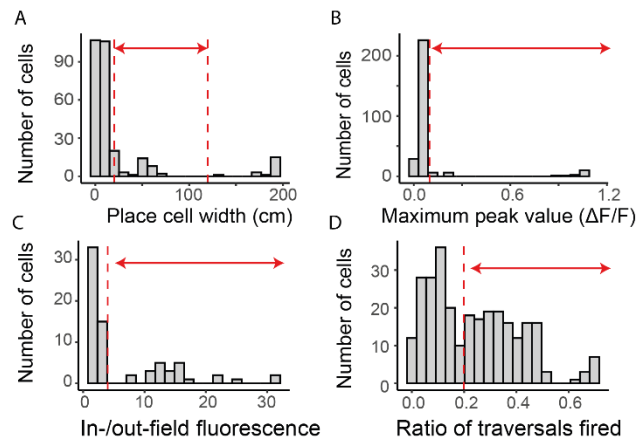 A
Number of cells
90
60
30
0
0
100
200
Place cell width (cm)
B
Number of cells
200
100
0
0.0
0.6
1.2
Maximum peak value (ΔF/F)
C
Number of cells
30
20
10
0
0
10
20
30
In-/out-field fluorescence
D
Number of cells
30
20
10
0
0.0
0.2
0.4
0.6
Ratio of traversals fired